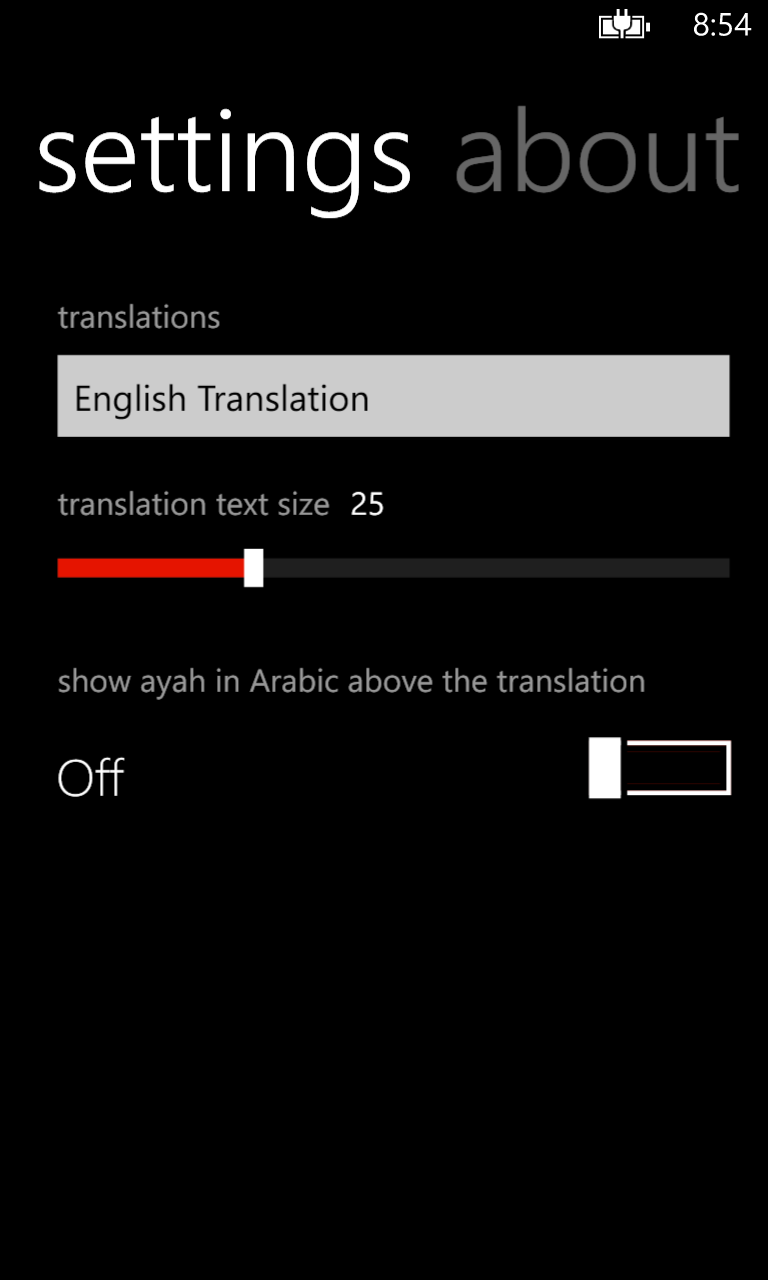 8:54
settings about
translations
English Translation
translation text size 25
show ayah in Arabic above the translation
Off